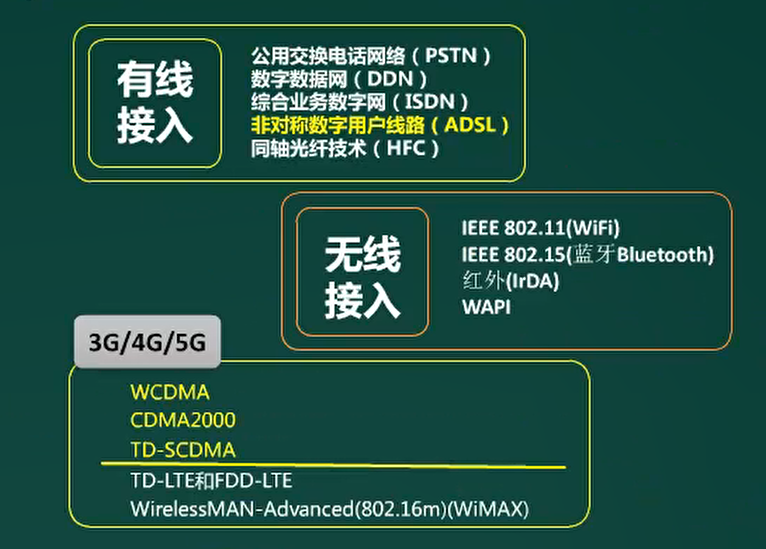 有线
接入
公用交换电话网络（PSTN）
数字数据网（DDN）
综合业务数字网（ISDN）
非对称数字用户线路（ADSL）
同轴光纤技术（HFC）
无线
接入
IEEE 802.11(WiFi)
IEEE 802.15(蓝牙Bluetooth)
红外(IrDA)
WAPI
3G/4G/5G
WCDMA
CDMA2000
TD-SCDMA
TD-LTE和FDD-LTE
WirelessMAN-Advanced(802.16m)(WiMAX)